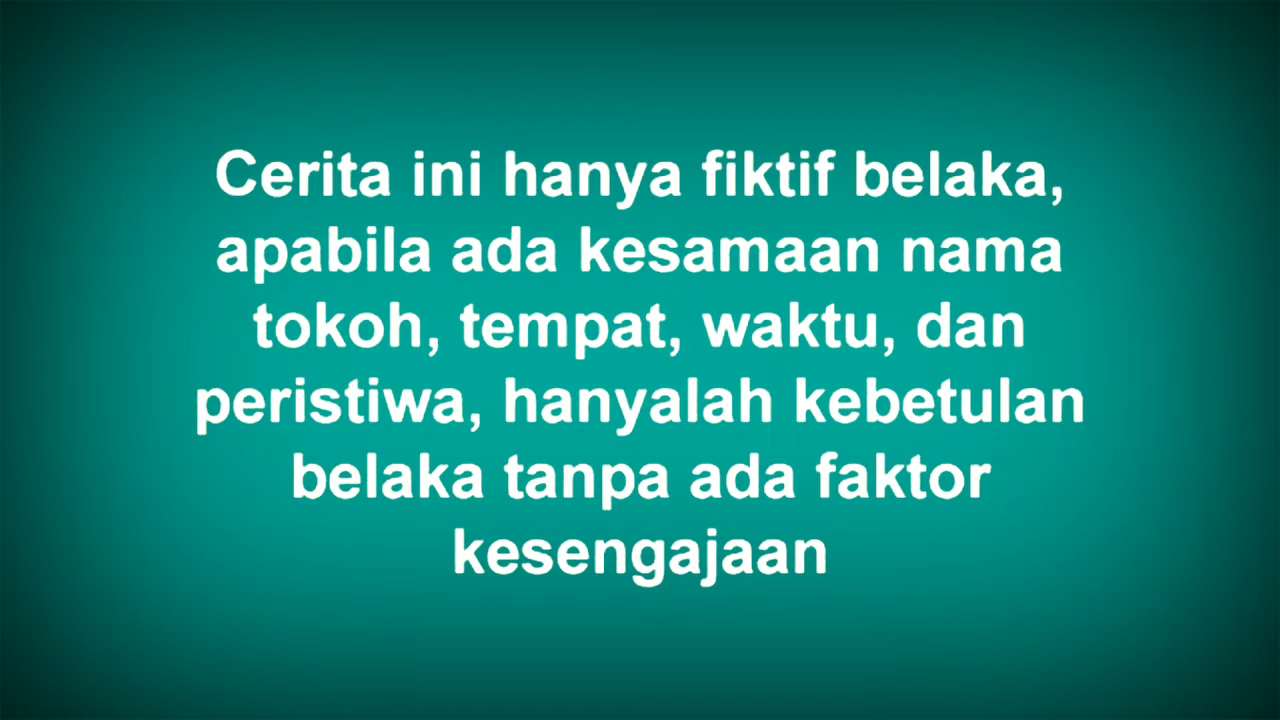 Cerita ini hanya fiktif belaka,
apabila ada kesamaan nama
tokoh, tempat, waktu, dan
peristiwa, hanyalah kebetulan
belaka tanpa ada faktor
kesengajaan